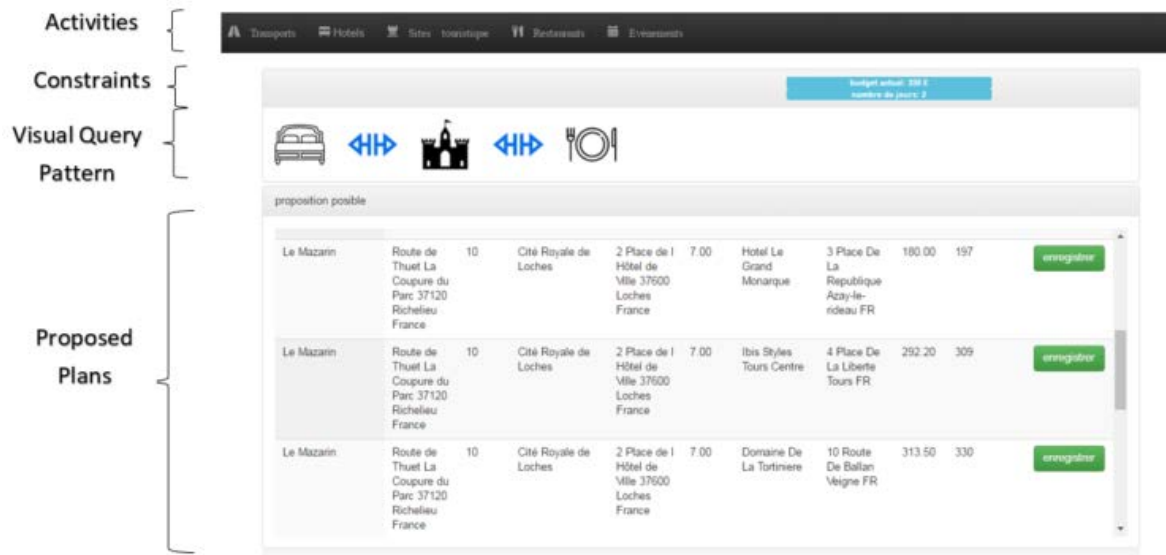 Activities
Transports Hotels Sites touristique Restaurants Evènements
Constraints
budget actuel: 350 €
nombre de jours: 2
Visual Query
Pattern
proposition posible
Proposed
Plans
Le Mazarin Route de 10 Cité Royale de 2 Place de l 7.00 Hotel Le 3 Place De 180.00 197 enregistrer
Thuet La Loches Hôtel de Grand La
Coupure du Ville 37600 Monarque Republique
Parc 37120 Loches Azay-le-
Richelieu France rideau FR
France
Le Mazarin Route de 10 Cité Royale de 2 Place de l 7.00 Ibis Styles 4 Place De 292.20 309 enregistrer
Thuet La Loches Hôtel de Tours Centre La Liberte
Coupure du Ville 37600 Tours FR
Parc 37120 Loches
Richelieu France
France
Le Mazarin Route de 10 Cité Royale de 2 Place de l 7.00 Domaine De 10 Route 313.50 330 enregistrer
Thuet La Loches Hôtel de La Tortiniere De Ballan
Coupure du Ville 37600 Veigne FR
Parc 37120 Loches
Richelieu France
France